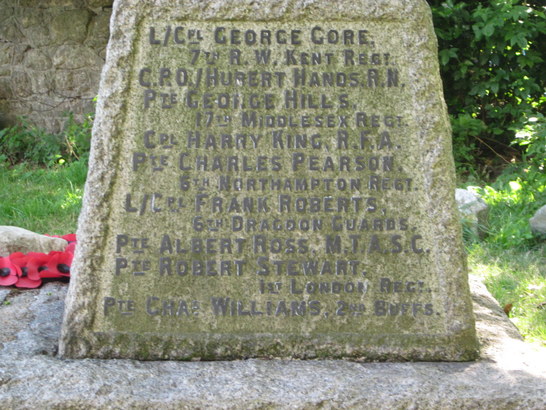 L/CPL GEORGE GORE,
7TH R.W. KENT REGT.
C.P.O./HUBERT HANDS. R.N.
PTE GEORGE HILLS.
17TH MIDDLESEX REGT.
CPL HARRY KING, R.F.A.
PTE CHARLES PEARSON,
6TH NORTHAMPTON REGT.
L/CPL FRANK ROBERTS,
6TH DRAGOON GUARDS
PTE ALBERT ROSS, M.T.A.S.C.
PTE ROBERT STEWART.
1ST LONDON REGT.
PTE CHAS WILLIAMS, 2ND BUFFS.